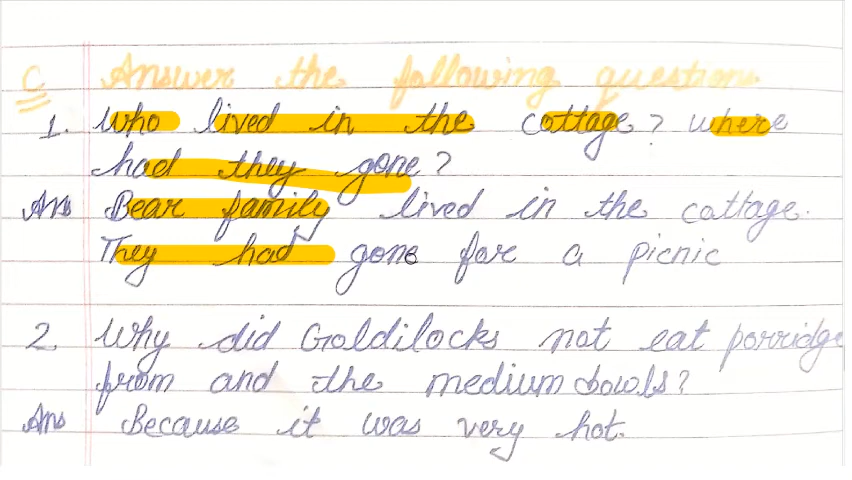 C Answer the following questions
1. Who lived in the cottage? where
had they gone?
Ans Bear family lived in the cottage.
They had gone for a picnic
2. Why did Goldilocks not eat porridge
from and the medium bowls?
Ans Because it was very hot.